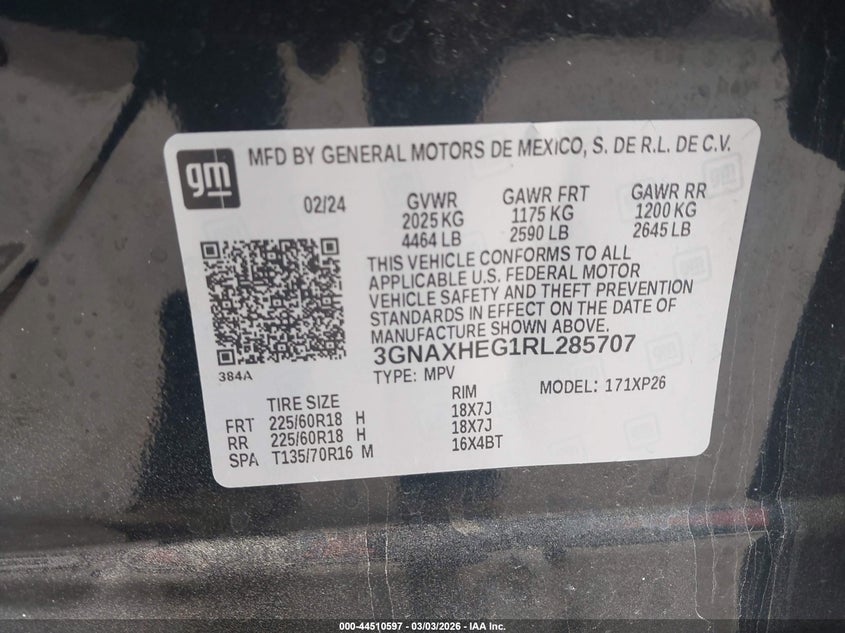 gm
MFD BY GENERAL MOTORS DE MEXICO, S. DE R.L. DE C.V.
02/24
GVWR GAWR FRT GAWR RR
2025 KG 1175 KG 1200 KG
4464 LB 2590 LB 2645 LB
THIS VEHICLE CONFORMS TO ALL
APPLICABLE U.S. FEDERAL MOTOR
VEHICLE SAFETY AND THEFT PREVENTION
STANDARDS IN EFFECT ON THE DATE OF
MANUFACTURE SHOWN ABOVE.
3GNAXHEG1RL285707
384A
TYPE: MPV MODEL: 171XP26
TIRE SIZE RIM
FRT 225/60R18 H 18X7J
RR 225/60R18 H 18X7J
SPA T135/70R16 M 16X4BT
000-44510597 - 03/03/2026 - IAA Inc.